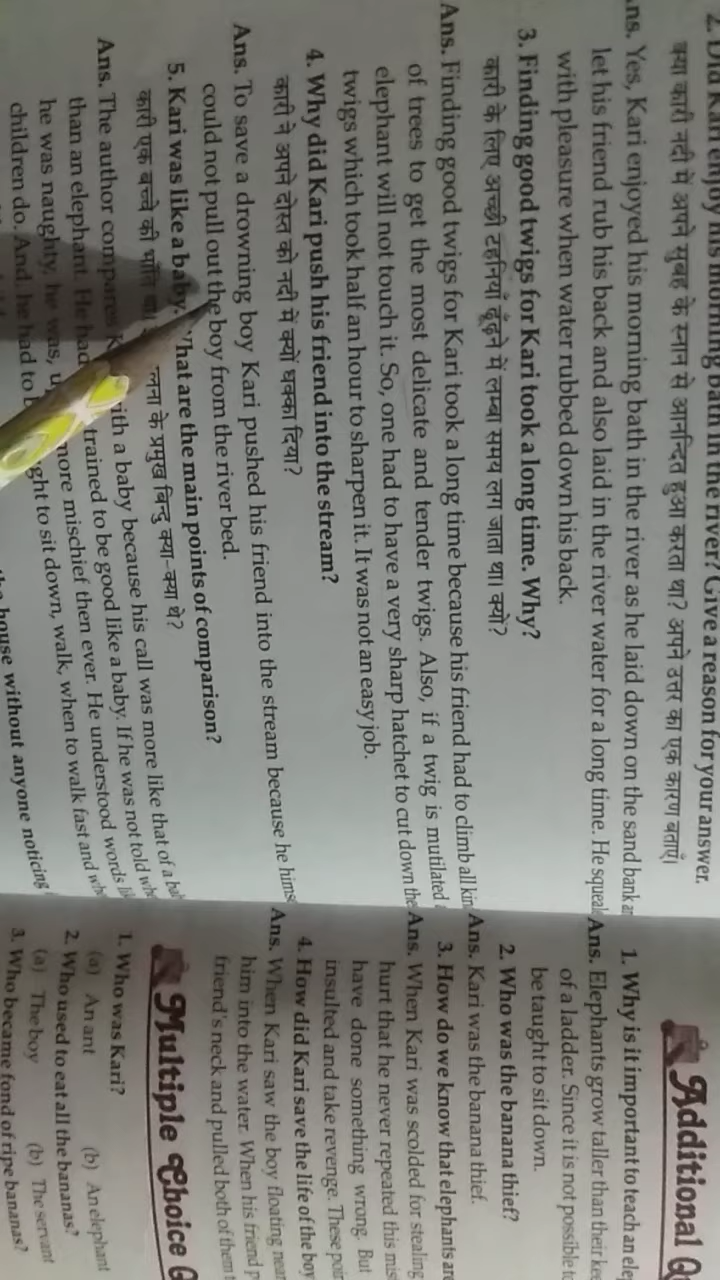 2. Did Kari enjoy his morning bath in the river? Give a reason for your answer.
क्या कारी नदी में अपने सुबह के स्नान से आनन्दित हुआ करता था? अपने उत्तर का एक कारण बताएँ।
Ans. Yes, Kari enjoyed his morning bath in the river as he laid down on the sand bank
let his friend rub his back and also laid in the river water for a long time. He
with pleasure when water rubbed down his back.
3. Finding good twigs for Kari took a long time. Why?
कारी के लिए अच्छी टहनियाँ ढूँढ़ने में लम्बा समय लग जाता था। क्यों?
Ans. Finding good twigs for Kari took a long time because his friend had to climb all
of trees to get the most delicate and tender twigs. Also, if a twig is mutilated
elephant will not touch it. So, one had to have a very sharp hatchet to cut down the
twigs which took half an hour to sharpen it. It was not an easy job.
4. Why did Kari push his friend into the stream?
कारी ने अपने दोस्त को नदी में क्यों धक्का दिया?
Ans. To save a drowning boy Kari pushed his friend into the stream because he
could not pull out the boy from the river bed.
5. Kari was like a baby. What are the main points of comparison?
कारी एक बच्चे की भाँति के प्रमुख बिन्दु क्या-क्या थे?
Ans. The author compares with a baby because his call was more like that of a
than an elephant. He had trained to be good like a baby. If he was not told
he was naughty, he was, more mischief then ever. He understood words
children do. And, he had to to sit down, walk, when to walk fast and
the house without anyone noticing
Additional
1. Why is it important to teach an
Ans. Elephants grow taller than their
of a ladder. Since it is not possible
be taught to sit down.
2. Who was the banana thief?
Ans. Kari was the banana thief.
3. How do we know that elephants
Ans. When Kari was scolded for stealing
hurt that he never repeated this
have done something wrong. But
insulted and take revenge. These
4. How did Kari save the life of the boy
Ans. When Kari saw the boy floating
him into the water. When his friend
friend's neck and pulled both of them
Multiple Choice
1. Who was Kari?
(a) An ant (b) An elephant
2. Who used to eat all the bananas?
(a) The boy (b) The servant
3. Who became fond of ripe bananas?